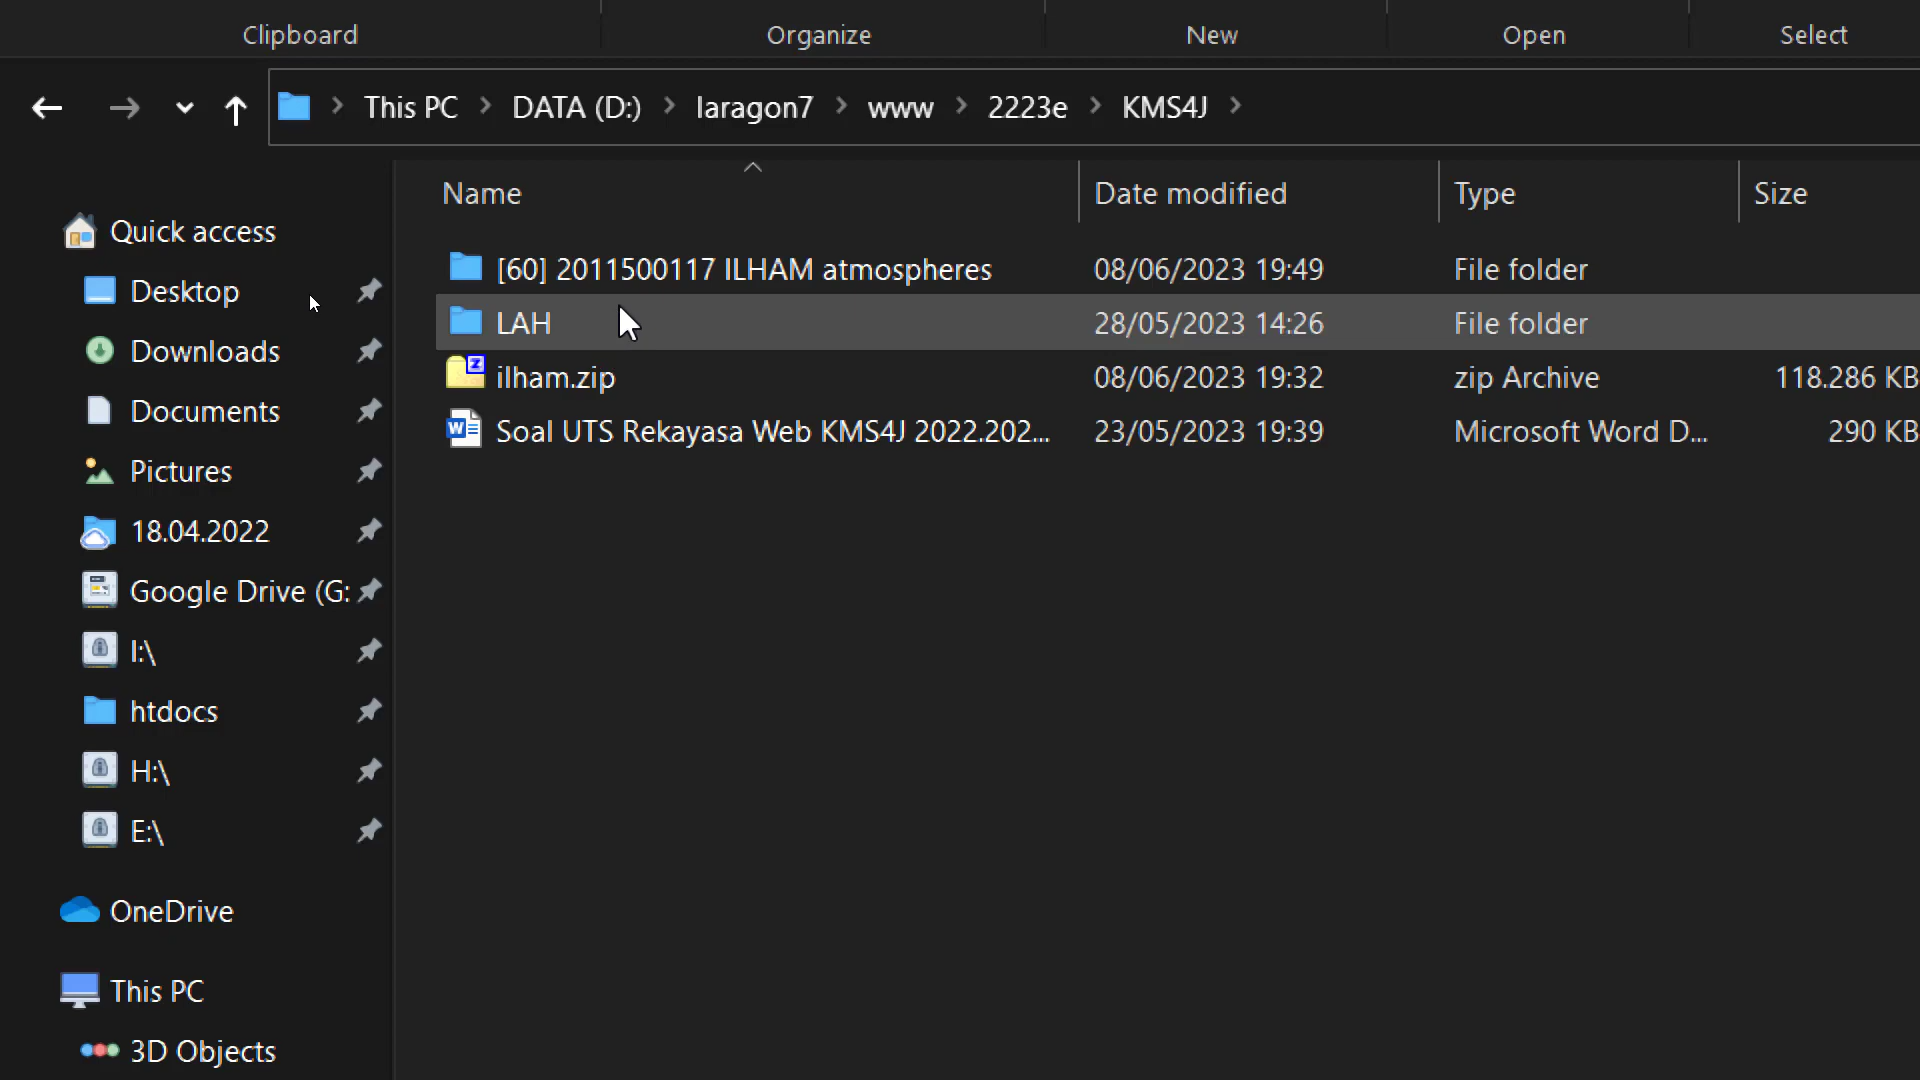 Clipboard Organize New Open Select
This PC DATA (D:) laragon7 www 2223e KMS4J
Name Date modified Type Size
Quick access
Desktop
Downloads
Documents
Pictures
18.04.2022
Google Drive (G:
I:\
htdocs
H:\
E:\
OneDrive
This PC
3D Objects
[60] 2011500117 ILHAM atmospheres 08/06/2023 19:49 File folder
LAH 28/05/2023 14:26 File folder
ilham.zip 08/06/2023 19:32 zip Archive 118.286 KB
Soal UTS Rekayasa Web KMS4J 2022.202... 23/05/2023 19:39 Microsoft Word D... 290 KB